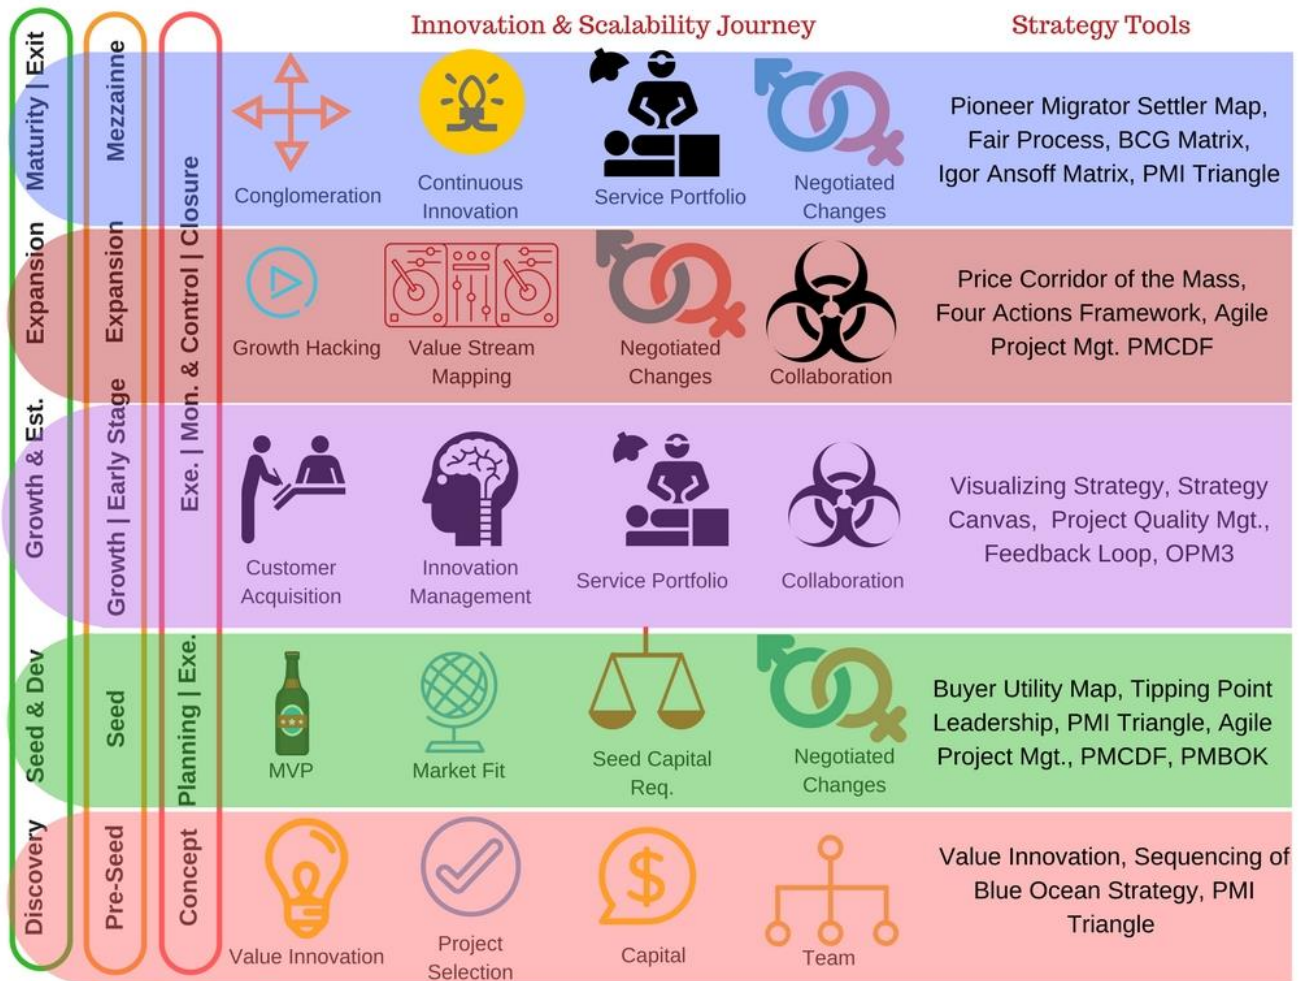 Innovation & Scalability Journey
Strategy Tools
Maturity | Exit
Mezzainne
Exe. | Mon. & Control | Closure
Conglomeration
Continuous
Innovation
Service Portfolio
Negotiated
Changes
Pioneer Migrator Settler Map,
Fair Process, BCG Matrix,
Igor Ansoff Matrix, PMI Triangle
Expansion
Expansion
Growth Hacking
Value Stream
Mapping
Negotiated
Changes
Collaboration
Price Corridor of the Mass,
Four Actions Framework, Agile
Project Mgt. PMCDF
Growth & Est.
Growth | Early Stage
Customer
Acquisition
Innovation
Management
Service Portfolio
Collaboration
Visualizing Strategy, Strategy
Canvas, Project Quality Mgt.,
Feedback Loop, OPM3
Seed & Dev
Seed
Planning | Exe.
MVP
Market Fit
Seed Capital
Req.
Negotiated
Changes
Buyer Utility Map, Tipping Point
Leadership, PMI Triangle, Agile
Project Mgt., PMCDF, PMBOK
Discovery
Pre-Seed
Concept
Value Innovation
Project
Selection
Capital
Team
Value Innovation, Sequencing of
Blue Ocean Strategy, PMI
Triangle